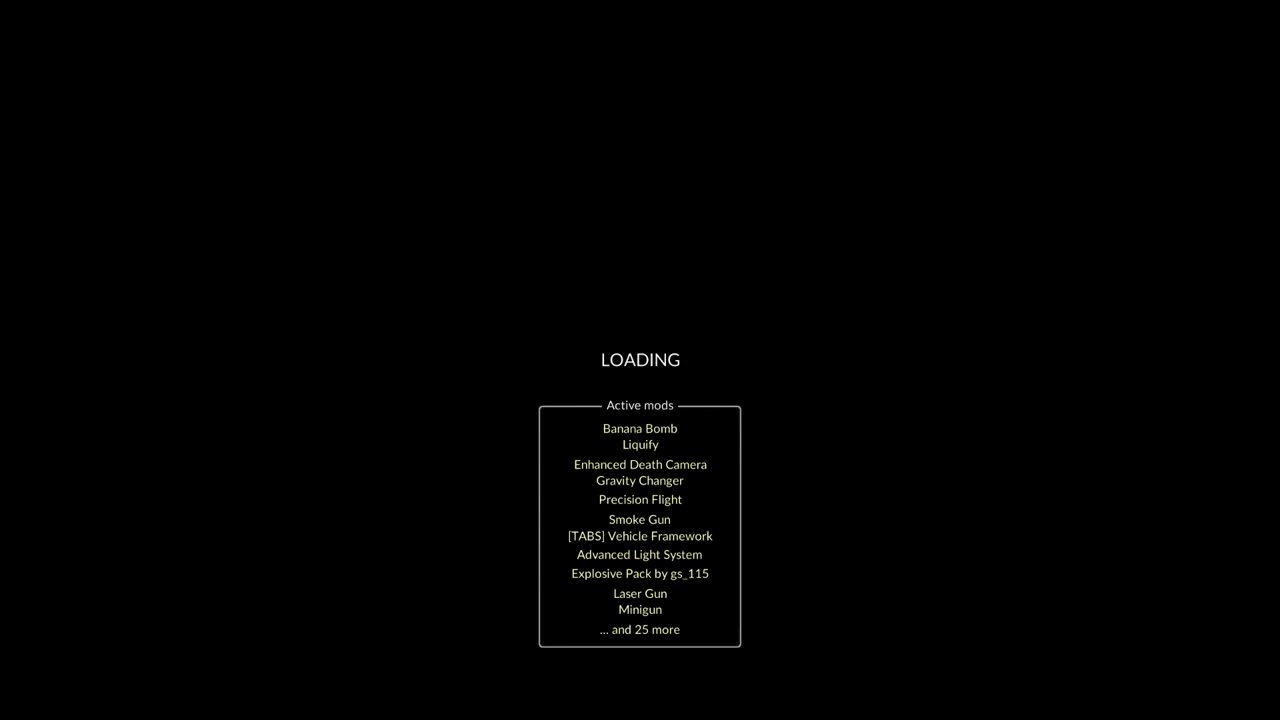 LOADING
Active mods
Banana Bomb
Liquify
Enhanced Death Camera
Gravity Changer
Precision Flight
Smoke Gun
[TABS] Vehicle Framework
Advanced Light System
Explosive Pack by gs_115
Laser Gun
Minigun
... and 25 more